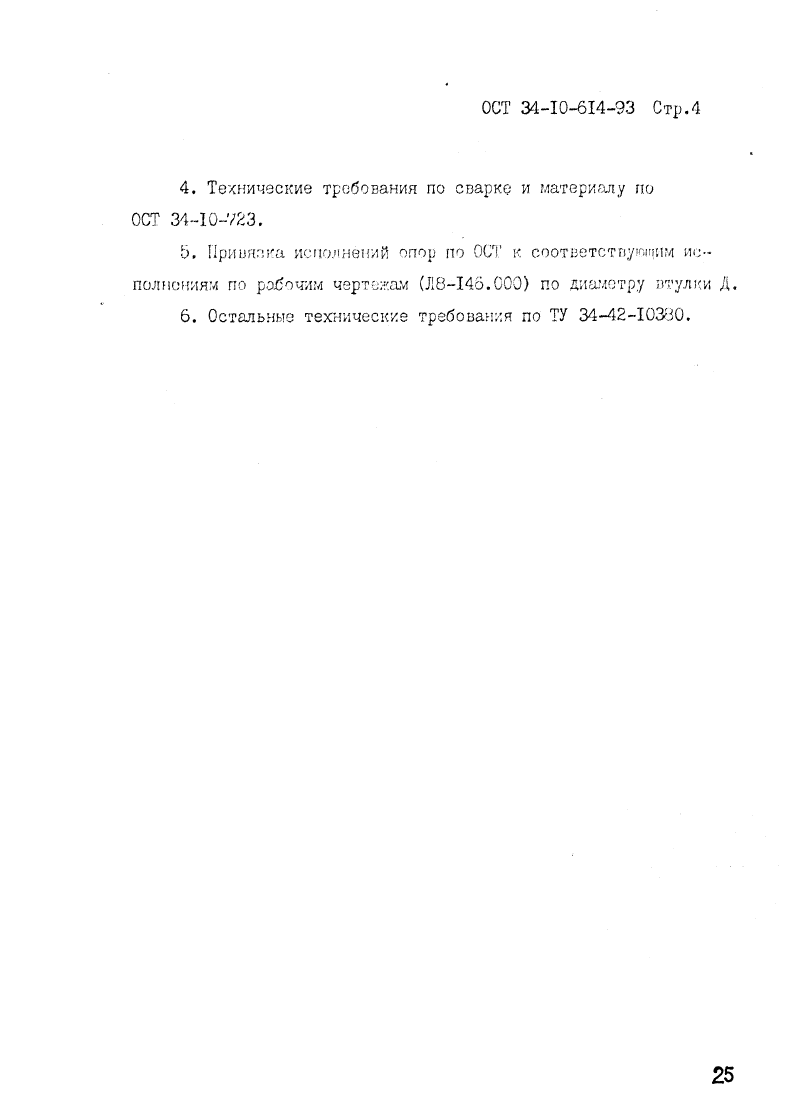 ОСТ 34-10-614-93 Стр.4
4. Технические требования по сварке и материалу по
ОСТ 34-10-723.
5. Привязка исполнений опор по ОСТ к соответствующим ис-
полнениям по рабочим чертежам (Л8-146.000) по диаметру втулки Д.
6. Остальные технические требования по ТУ 34-42-10380.
25